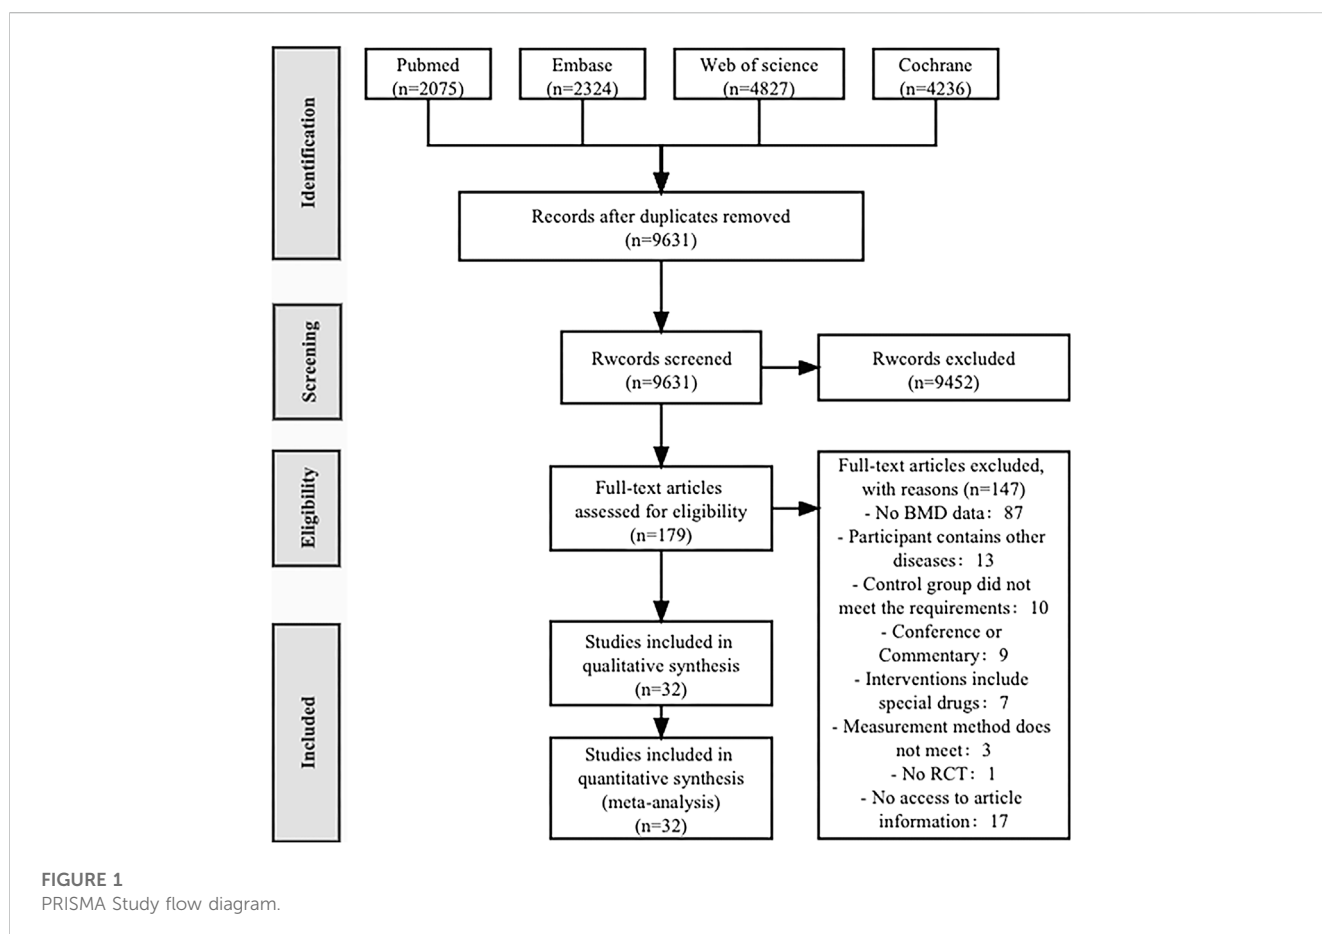 Identification
Pubmed
(n=2075)
Embase
(n=2324)
Web of science
(n=4827)
Cochrane
(n=4236)
Records after duplicates removed
(n=9631)
Screening
Rwcords screened
(n=9631)
Rwcords excluded
(n=9452)
Eligibility
Full-text articles
assessed for eligibility
(n=179)
Full-text articles excluded,
with reasons (n=147)
- No BMD data: 87
- Participant contains other
diseases: 13
- Control group did not
meet the requirements: 10
- Conference or
Commentary: 9
- Interventions include
special drugs: 7
- Measurement method does
not meet: 3
- No RCT: 1
- No access to article
information: 17
Included
Studies included in
qualitative synthesis
(n=32)
Studies included in
quantitative synthesis
(meta-analysis)
(n=32)
FIGURE 1
PRISMA Study flow diagram.